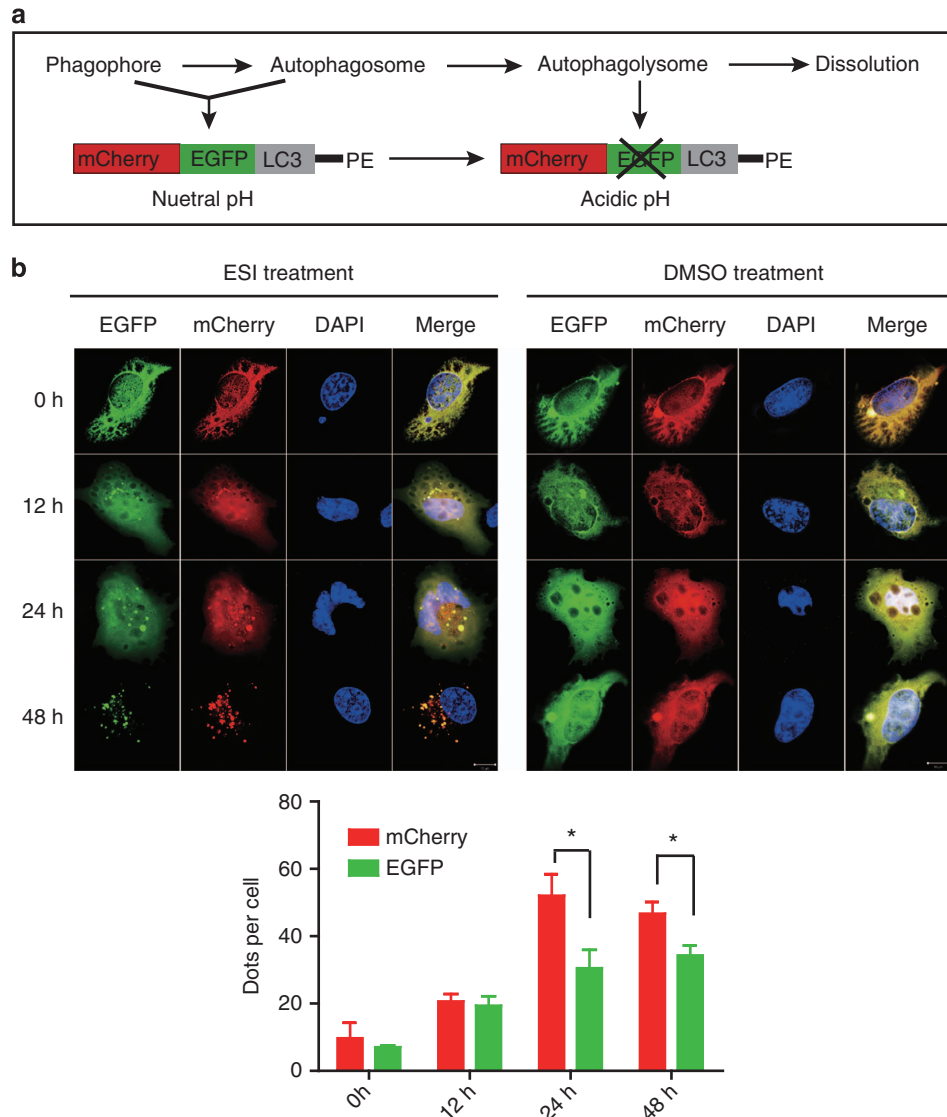 a
Phagophore Autophagosome Autophagolysome Dissolution
mCherry EGFP LC3 PE mCherry EGFP LC3 PE
Nuetral pH Acidic pH
b
ESI treatment DMSO treatment
EGFP mCherry DAPI Merge EGFP mCherry DAPI Merge
0 h
12 h
24 h
48 h
80
60
40
20
0
Dots per cell
mCherry
EGFP
* *
0h 12 h 24 h 48 h